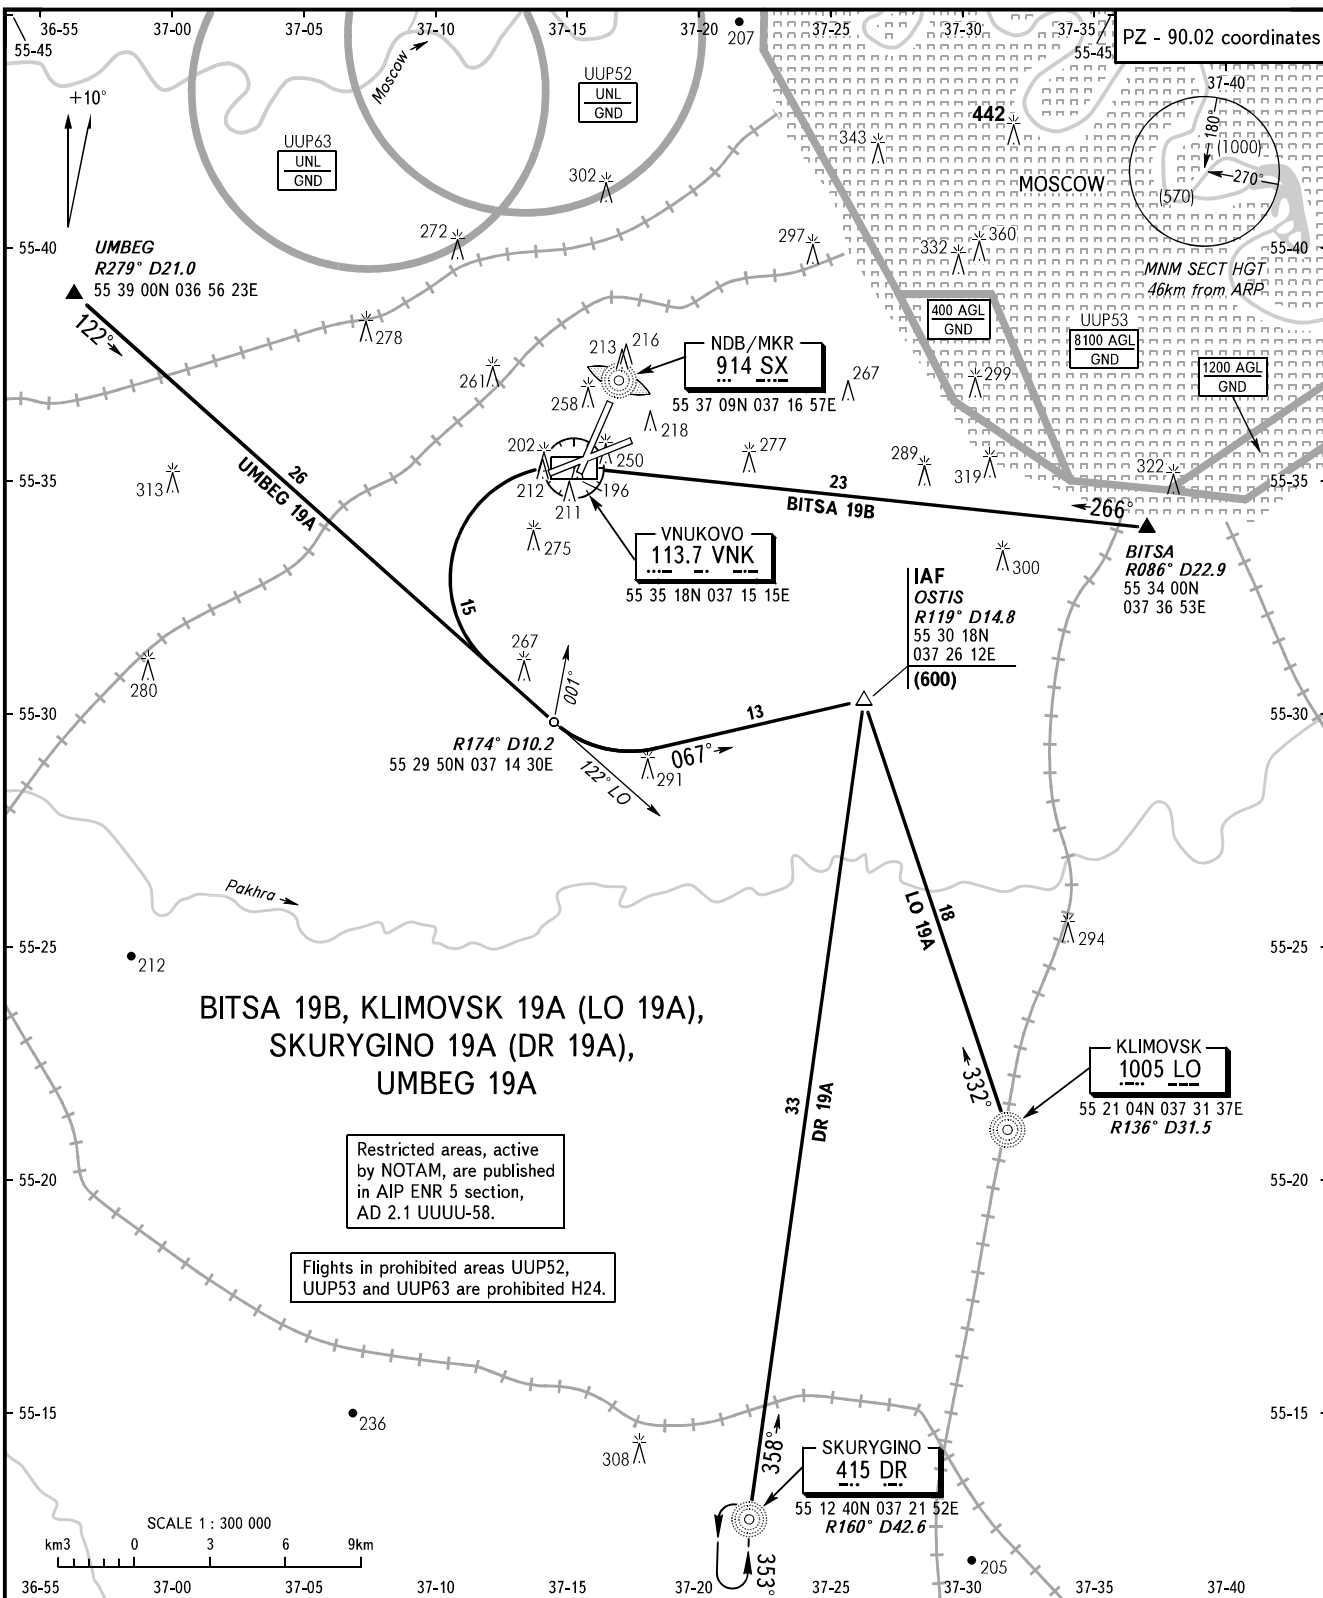 36-55
37-00
37-05
37-10
37-15
37-20
37-25
37-30
37-35
PZ - 90.02 coordinates
55-45
55-45
37-40
207
Moscow
+10°
UUP52
UNL
GND
UUP63
UNL
GND
442
343
180°
(1000)
270°
(570)
MOSCOW
302
272
297
332
360
55-40
55-40
UMBEG
R279° D21.0
55 39 00N 036 56 23E
MNM SECT HGT
46km from ARP
122°
278
400 AGL
GND
UUP53
8100 AGL
GND
1200 AGL
GND
213
216
NDB/MKR
914 SX
55 37 09N 037 16 57E
261
258
267
299
218
202
250
277
289
319
322
55-35
55-35
313
26
UMBEG 19A
212
196
211
23
BITSA 19B
266°
275
VNUKOVO
113.7 VNK
55 35 18N 037 15 15E
300
BITSA
R086° D22.9
55 34 00N
037 36 53E
15
IAF
OSTIS
R119° D14.8
55 30 18N
037 26 12E
(600)
267
280
001°
55-30
55-30
13
067°
R174° D10.2
55 29 50N 037 14 30E
122° LO
291
Pakhra
18
LO 19A
294
55-25
55-25
212
BITSA 19B, KLIMOVSK 19A (LO 19A),
SKURYGINO 19A (DR 19A),
UMBEG 19A
33
DR 19A
332°
KLIMOVSK
1005 LO
55 21 04N 037 31 37E
R136° D31.5
Restricted areas, active
by NOTAM, are published
in AIP ENR 5 section,
AD 2.1 UUUU-58.
55-20
55-20
Flights in prohibited areas UUP52,
UUP53 and UUP63 are prohibited H24.
55-15
55-15
236
308
358°
SKURYGINO
415 DR
55 12 40N 037 21 52E
R160° D42.6
353°
205
SCALE 1 : 300 000
km3
0
3
6
9km
36-55
37-00
37-05
37-10
37-15
37-20
37-25
37-30
37-35
37-40